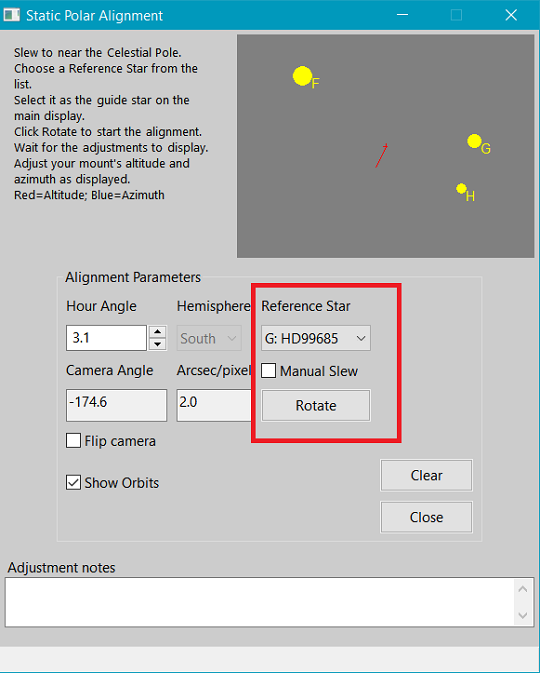 Static Polar Alignment
Slew to near the Celestial Pole.
Choose a Reference Star from the
list.
Select it as the guide star on the
main display.
Click Rotate to start the alignment.
Wait for the adjustments to display.
Adjust your mount's altitude and
azimuth as displayed.
Red=Altitude; Blue=Azimuth
F
G
H
Alignment Parameters
Hour Angle Hemisphere Reference Star
3.1 South G: HD99685
Camera Angle Arcsec/pixel Manual Slew
-174.6 2.0 Rotate
Flip camera
Show Orbits Clear
Close
Adjustment notes